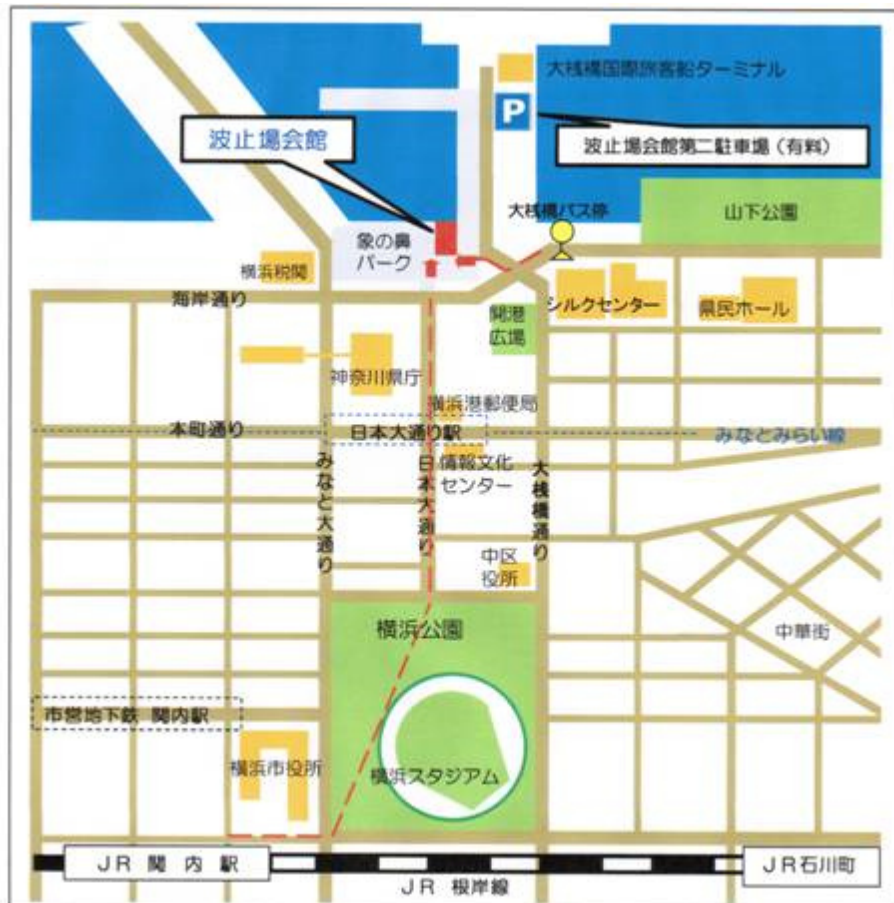 大桟橋国際旅客船ターミナル
P
波止場会館
波止場会館第二駐車場（有料）
大桟橋バス停
山下公園
象の鼻
パーク
横浜税関
海岸通り
シルクセンター
県民ホール
開港
広場
神奈川県庁
横浜港郵便局
本町通り
日本大通り駅
みなとみらい線
情報文化
センター
みなと大通り
日本大通り
大桟橋通り
中区
役所
横浜公園
中華街
市営地下鉄 関内駅
横浜市役所
横浜スタジアム
ＪＲ 関 内 駅
ＪＲ石川町
ＪＲ 根岸線